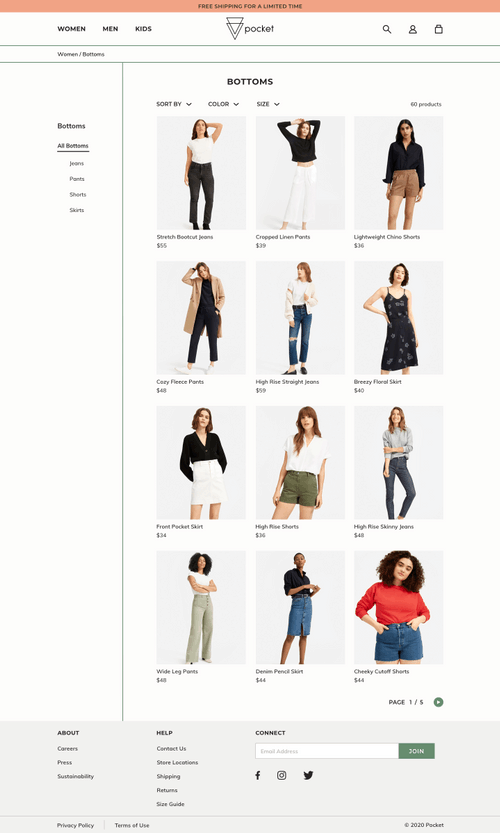 FREE SHIPPING FOR A LIMITED TIME
WOMEN MEN KIDS
pocket
Women / Bottoms
BOTTOMS
SORT BY COLOR SIZE
60 products
Bottoms
All Bottoms
Jeans
Pants
Shorts
Skirts
Stretch Bootcut Jeans
$55
Cropped Linen Pants
$39
Lightweight Chino Shorts
$36
Cozy Fleece Pants
$48
High Rise Straight Jeans
$59
Breezy Floral Skirt
$40
Front Pocket Skirt
$34
High Rise Shorts
$36
High Rise Skinny Jeans
$48
Wide Leg Pants
$48
Denim Pencil Skirt
$44
Cheeky Cutoff Shorts
$44
PAGE 1 / 5
ABOUT
Careers
Press
Sustainability
HELP
Contact Us
Store Locations
Shipping
Returns
Size Guide
CONNECT
Email Address
JOIN
Privacy Policy
Terms of Use
© 2020 Pocket